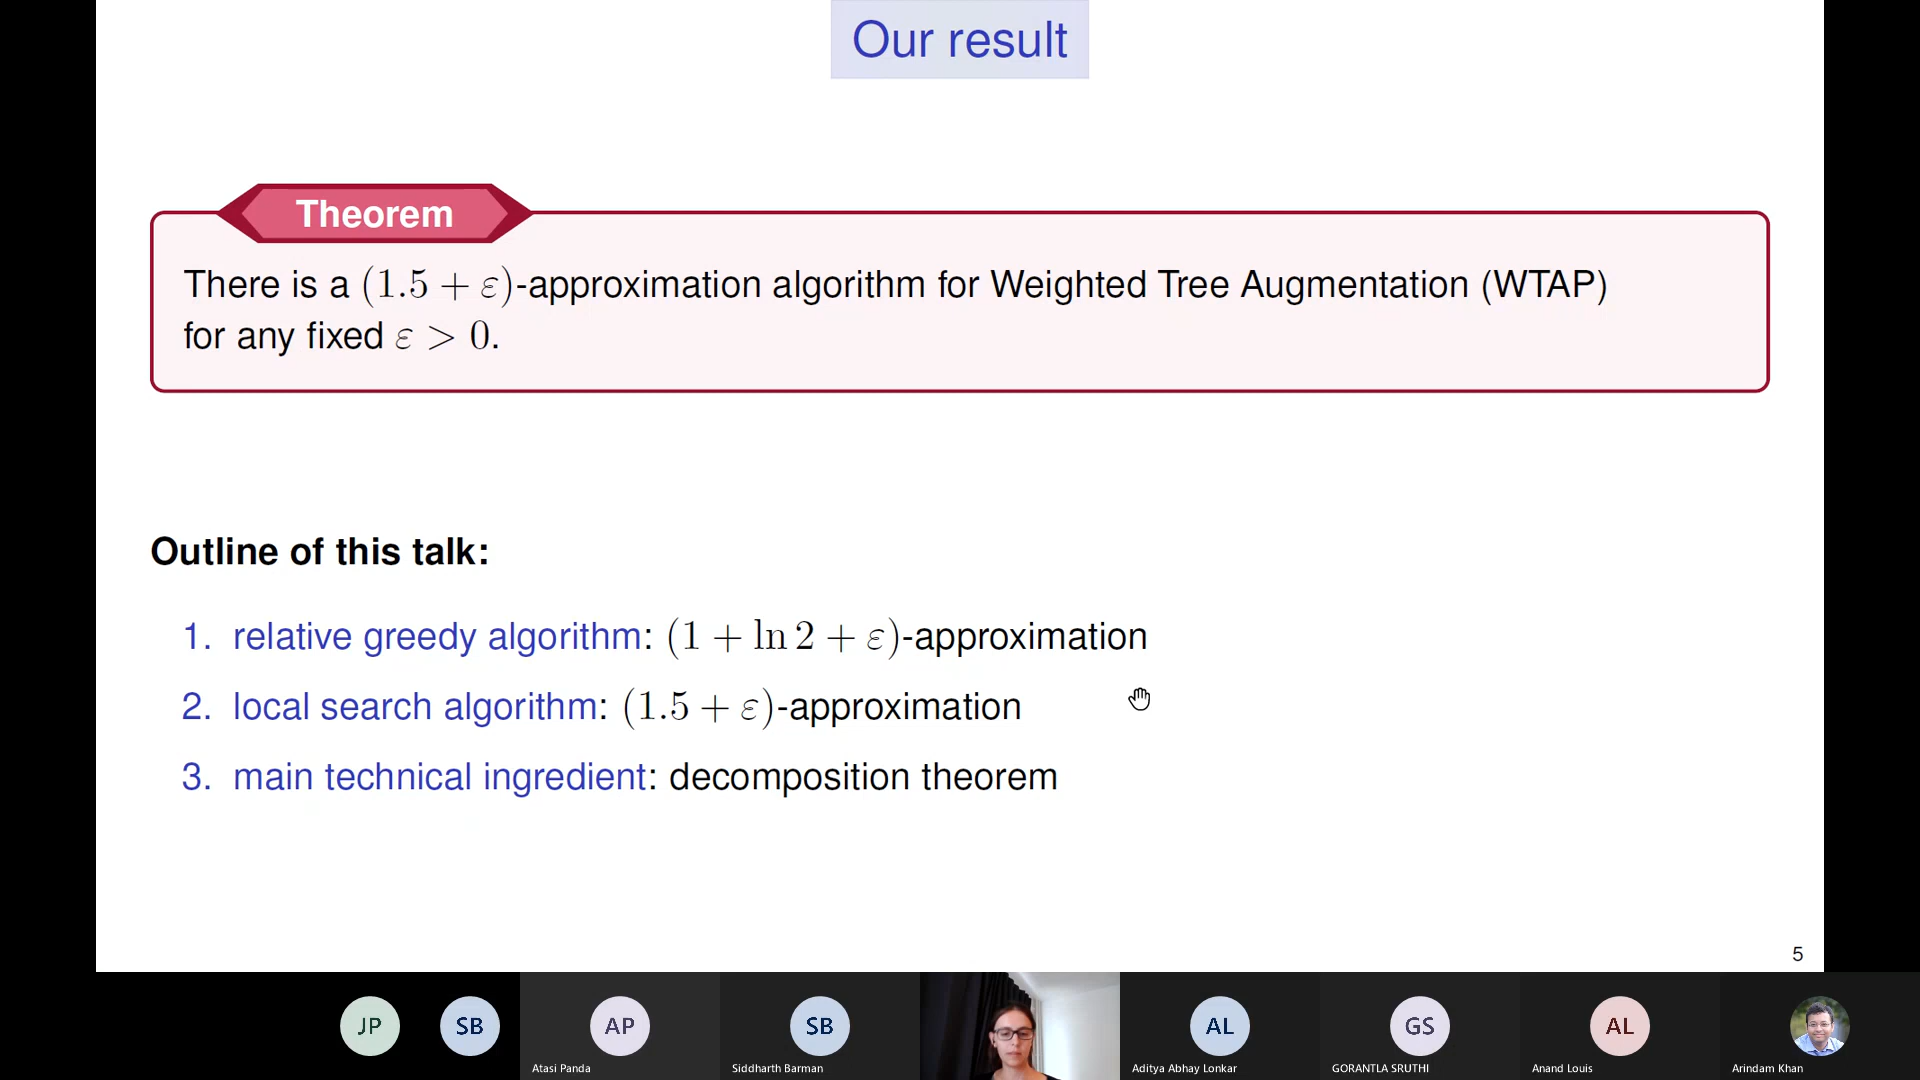 Our result
Theorem
There is a (1.5 + ε)-approximation algorithm for Weighted Tree Augmentation (WTAP)
for any fixed ε > 0.
Outline of this talk:
1. relative greedy algorithm: (1 + ln 2 + ε)-approximation
2. local search algorithm: (1.5 + ε)-approximation
3. main technical ingredient: decomposition theorem
5
JP
SB
AP
SB
AL
GS
AL
Atasi Panda
Siddharth Barman
Aditya Abhay Lonkar
GORANTLA SRUTHI
Anand Louis
Arindam Khan